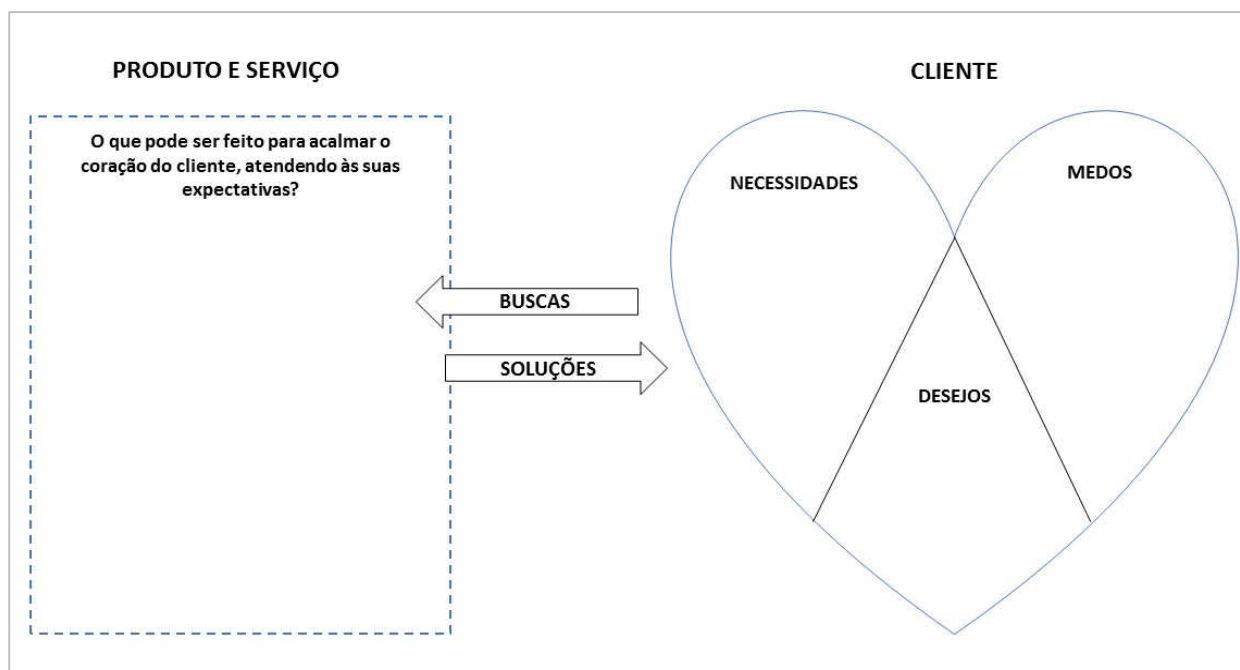 PRODUTO E SERVIÇO
O que pode ser feito para acalmar o
coração do cliente, atendendo às suas
expectativas?
BUSCAS
SOLUÇÕES
CLIENTE
NECESSIDADES
MEDOS
DESEJOS